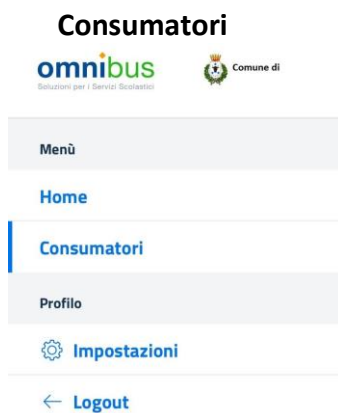 Consumatori
omnibus
Comune di
Soluzioni per i Servizi Scolastici
Menù
Home
Consumatori
Profilo
Impostazioni
Logout